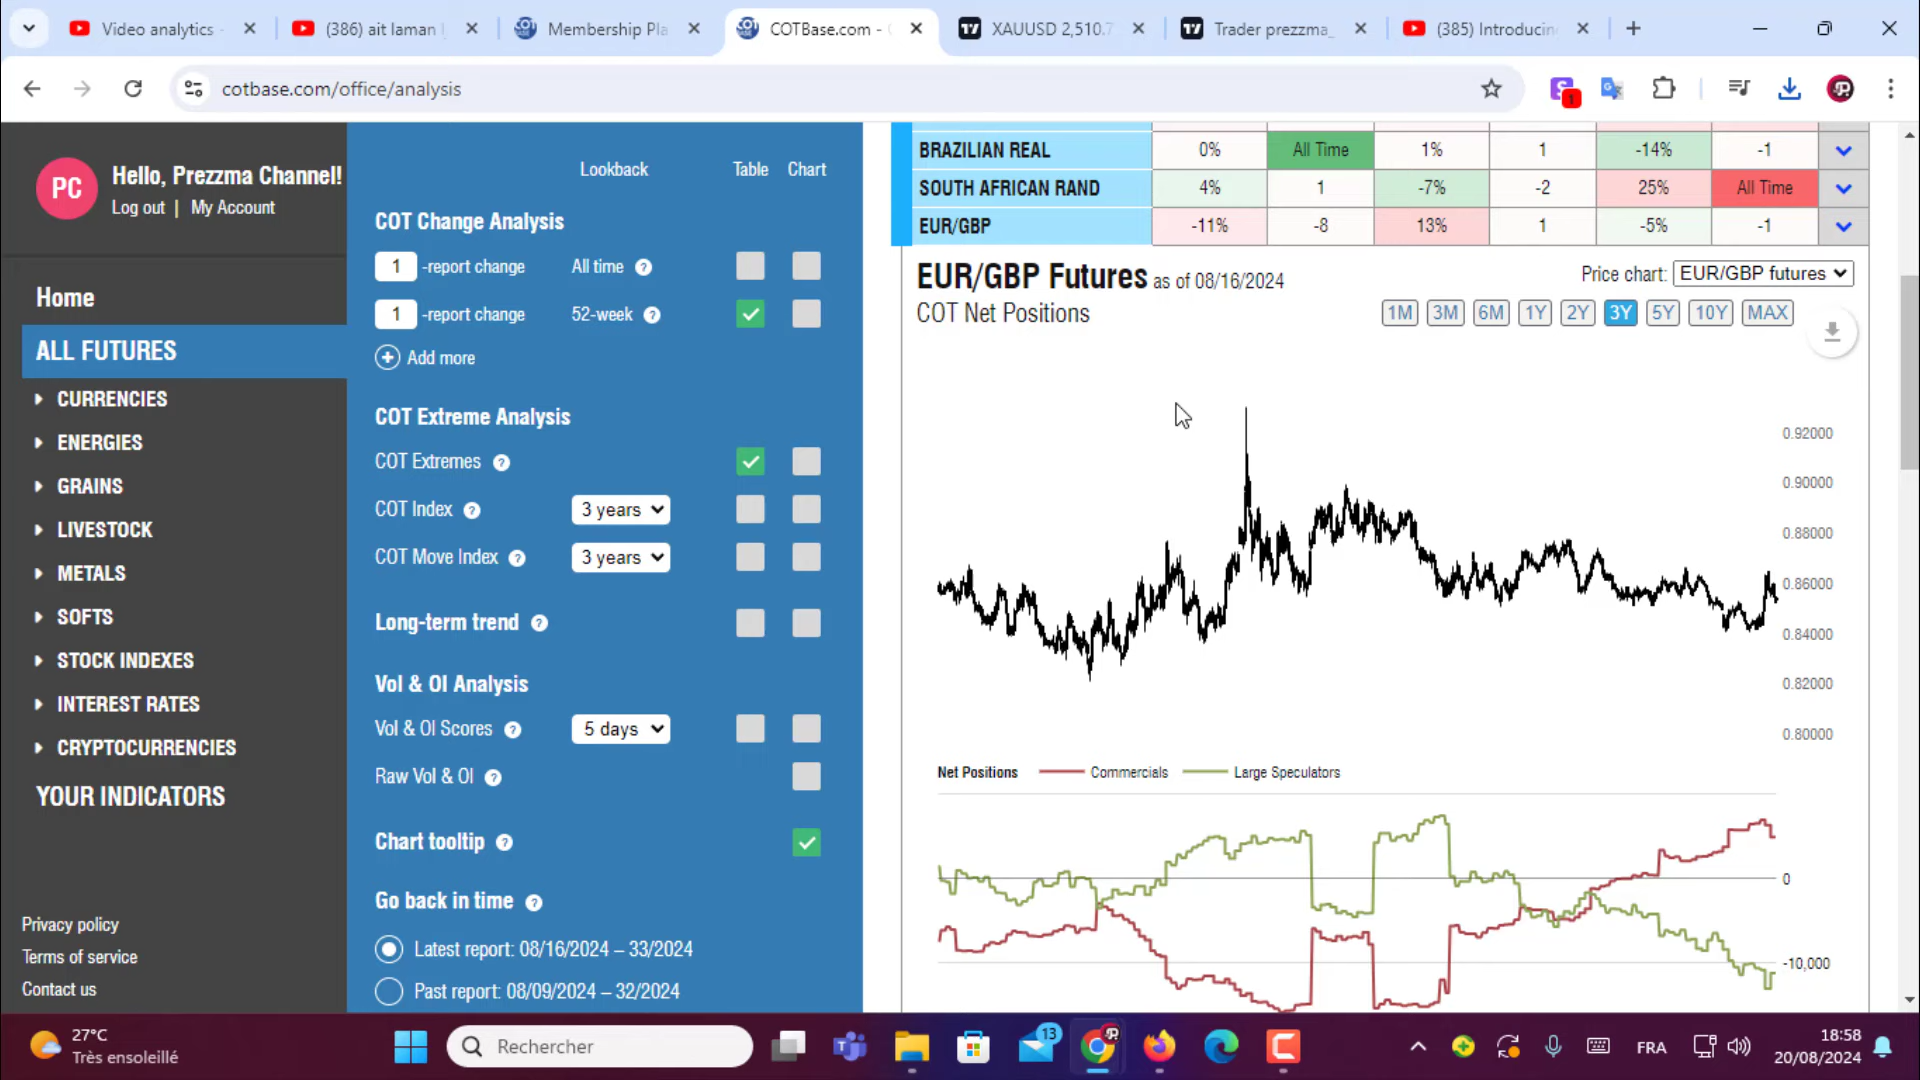 Video analytics
(386) ait laman
Membership Pla
COTBase.com -
XAUUSD 2,510.7
Trader prezzma_
(385) Introducin
cotbase.com/office/analysis
S
1
PC
Hello, Prezzma Channel!
Log out | My Account
Home
ALL FUTURES
CURRENCIES
ENERGIES
GRAINS
LIVESTOCK
METALS
SOFTS
STOCK INDEXES
INTEREST RATES
CRYPTOCURRENCIES
YOUR INDICATORS
Privacy policy
Terms of service
Contact us
Lookback Table Chart
COT Change Analysis
1 -report change All time ?
1 -report change 52-week ?
+ Add more
COT Extreme Analysis
COT Extremes ?
COT Index ? 3 years
COT Move Index ? 3 years
Long-term trend ?
Vol & OI Analysis
Vol & OI Scores ? 5 days
Raw Vol & OI ?
Chart tooltip ?
Go back in time ?
Latest report: 08/16/2024 – 33/2024
Past report: 08/09/2024 – 32/2024
BRAZILIAN REAL 0% All Time 1% 1 -14% -1
SOUTH AFRICAN RAND 4% 1 -7% -2 25% All Time
EUR/GBP -11% -8 13% 1 -5% -1
EUR/GBP Futures as of 08/16/2024
Price chart: EUR/GBP futures
COT Net Positions
1M 3M 6M 1Y 2Y 3Y 5Y 10Y MAX
0.92000
0.90000
0.88000
0.86000
0.84000
0.82000
0.80000
Net Positions Commercials Large Speculators
0
-10,000
27°C
Très ensoleillé
Rechercher
13
FRA
18:58
20/08/2024